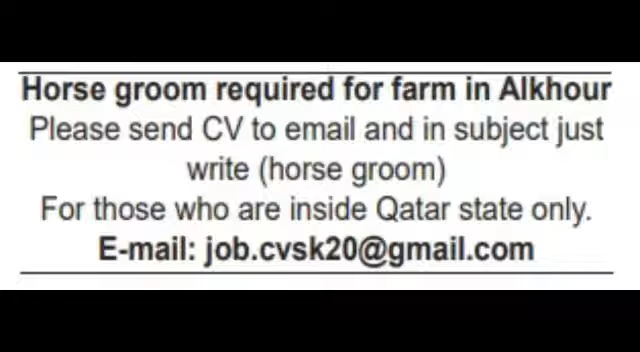 Horse groom required for farm in Alkhour
Please send CV to email and in subject just
write (horse groom)
For those who are inside Qatar state only.
E-mail: job.cvsk20@gmail.com